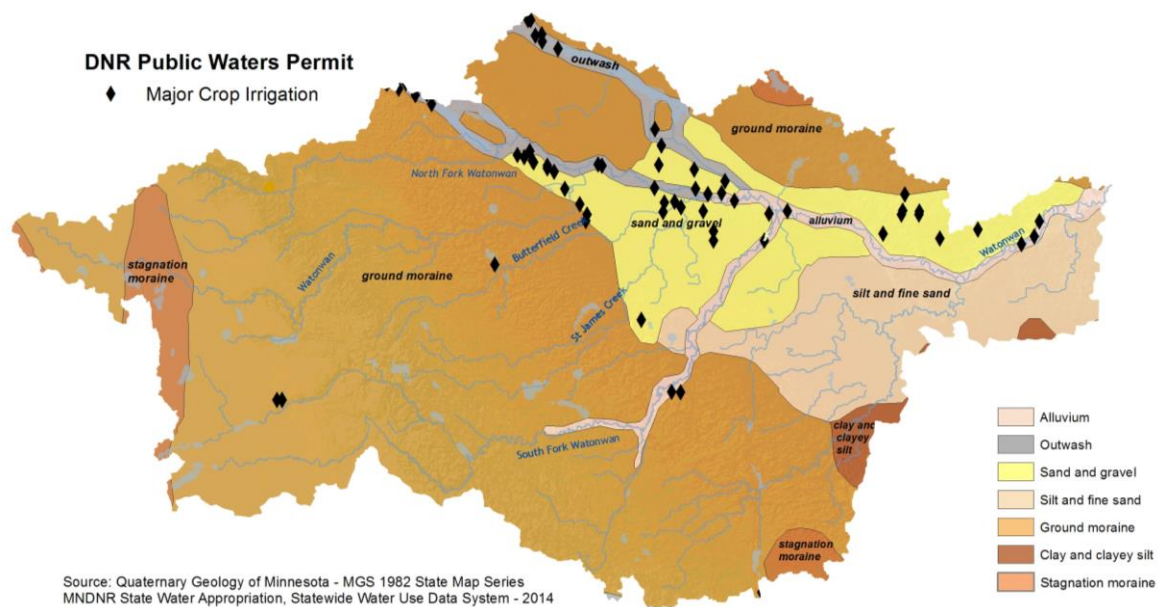 DNR Public Waters Permit
Major Crop Irrigation
outwash
ground moraine
North Fork Watonwan
sand and gravel
alluvium
Watonwan
Butterfield Creek
stagnation
moraine
Watonwan
ground moraine
silt and fine sand
St James Creek
clay and
clayey
silt
South Fork Watonwan
stagnation
moraine
Alluvium
Outwash
Sand and gravel
Silt and fine sand
Ground moraine
Clay and clayey silt
Stagnation moraine
Source: Quaternary Geology of Minnesota - MGS 1982 State Map Series
MNDNR State Water Appropriation, Statewide Water Use Data System - 2014